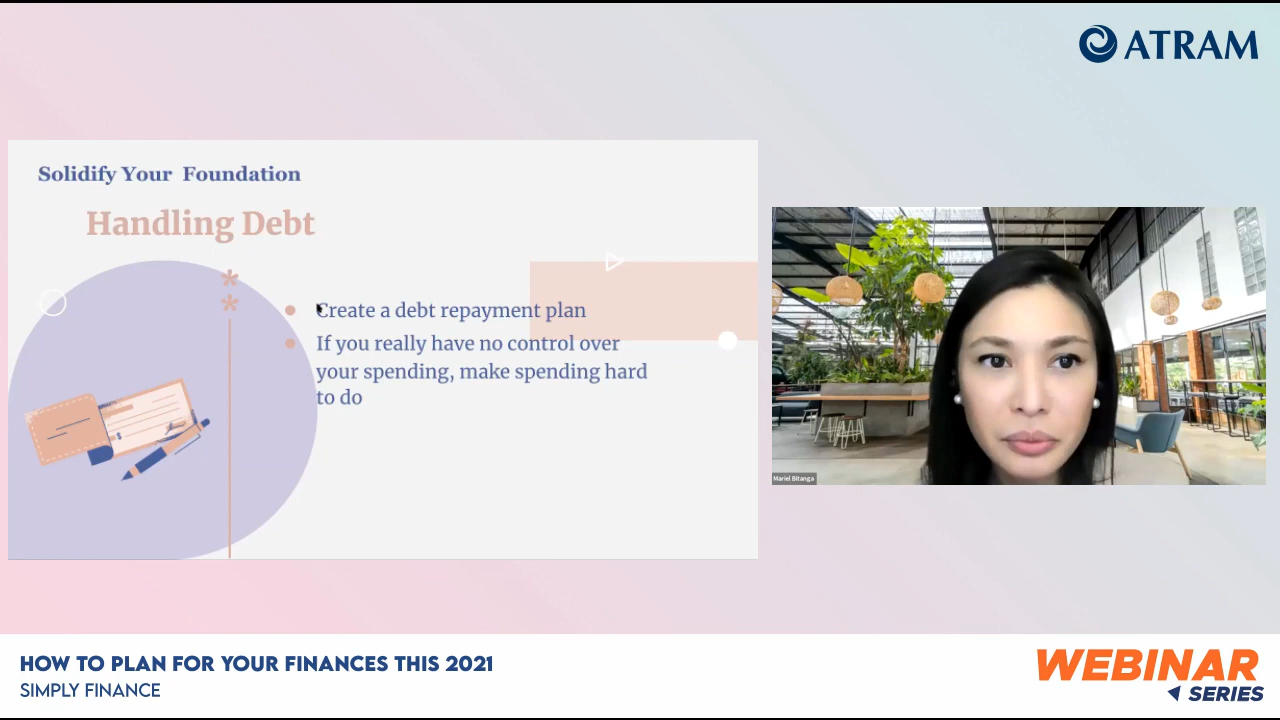 ATRAM
Solidify Your Foundation
Handling Debt
Create a debt repayment plan
If you really have no control over
your spending, make spending hard
to do
Mariel Bitanga
HOW TO PLAN FOR YOUR FINANCES THIS 2021
SIMPLY FINANCE
WEBINAR
SERIES